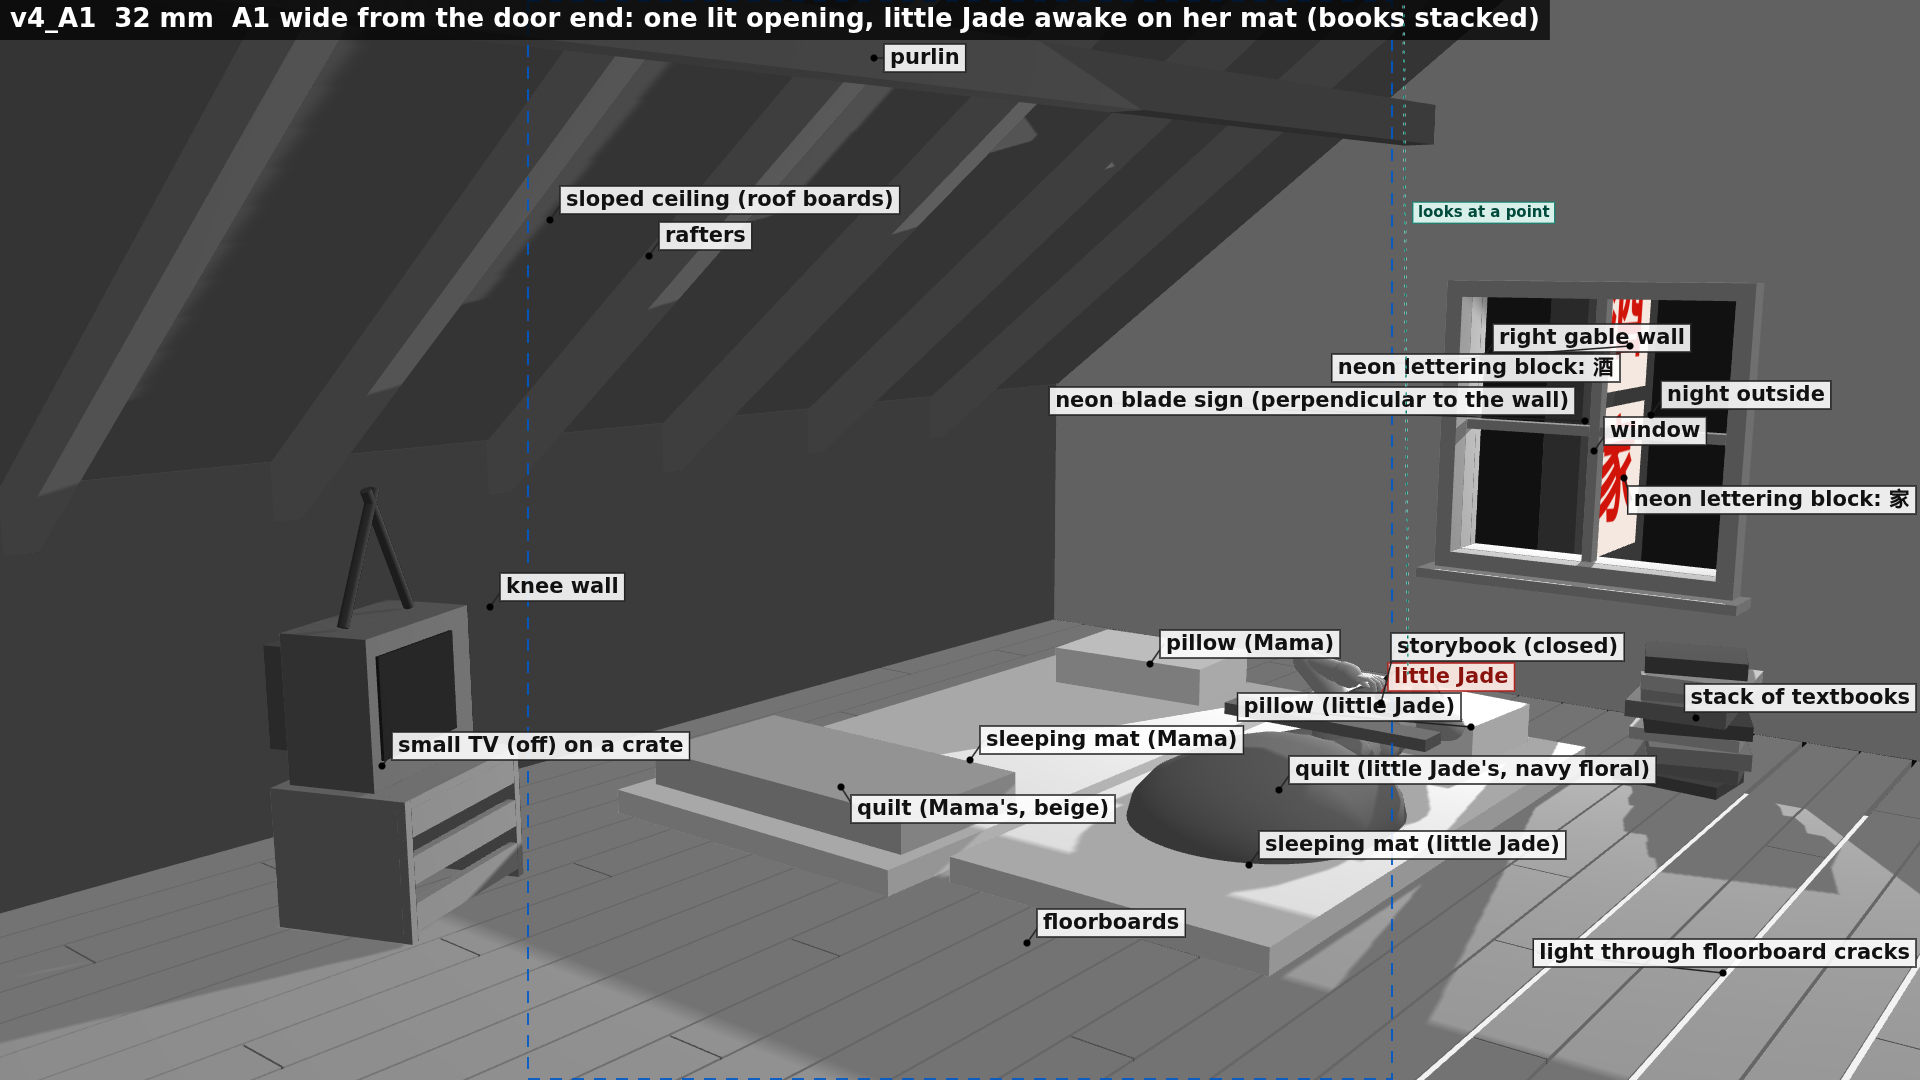 v4_A1 32 mm A1 wide from the door end: one lit opening, little Jade awake on her mat (books stacked)
purlin
sloped ceiling (roof boards)
looks at a point
rafters
right gable wall
neon lettering block: 酒
night outside
neon blade sign (perpendicular to the wall)
window
家
neon lettering block: 家
knee wall
pillow (Mama)
storybook (closed)
little Jade
stack of textbooks
pillow (little Jade)
sleeping mat (Mama)
small TV (off) on a crate
quilt (little Jade's, navy floral)
quilt (Mama's, beige)
sleeping mat (little Jade)
floorboards
light through floorboard cracks